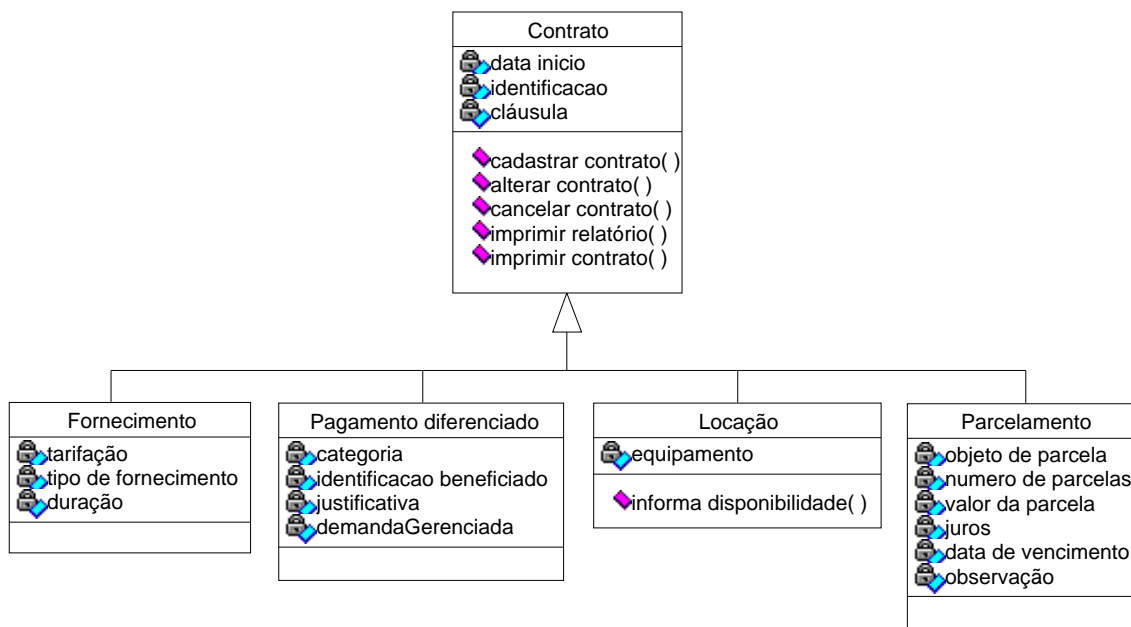 Contrato
data inicio
identificacao
cláusula
cadastrar contrato( )
alterar contrato( )
cancelar contrato( )
imprimir relatório( )
imprimir contrato( )
Fornecimento
tarifação
tipo de fornecimento
duração
Pagamento diferenciado
categoria
identificacao beneficiado
justificativa
demandaGerenciada
Locação
equipamento
informa disponibilidade( )
Parcelamento
objeto de parcela
numero de parcelas
valor da parcela
juros
data de vencimento
observação